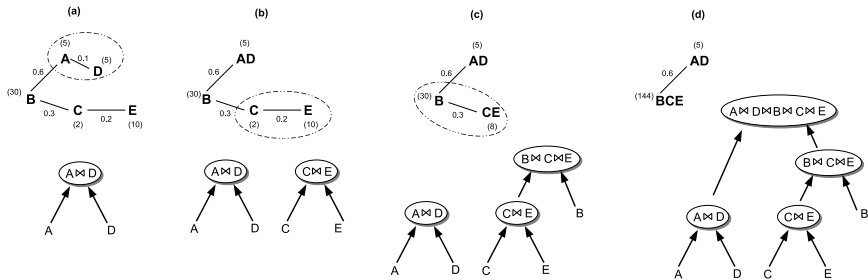 (a)
(5)
A 0.1 (5)
D
0.6
(30) B
0.3 C 0.2 E
(2) (10)
A⋈D
A D
(b)
(5)
AD
0.6
(30) B
0.3 C 0.2 E
(2) (10)
A⋈D C⋈E
A D C E
(c)
(5)
AD
0.6
(30) B
0.3 CE
(8)
B⋈C⋈E
A⋈D C⋈E B
A D C E
(d)
(5)
AD
0.6
(144) BCE
A⋈D⋈B⋈C⋈E
B⋈C⋈E
A⋈D C⋈E B
A D C E